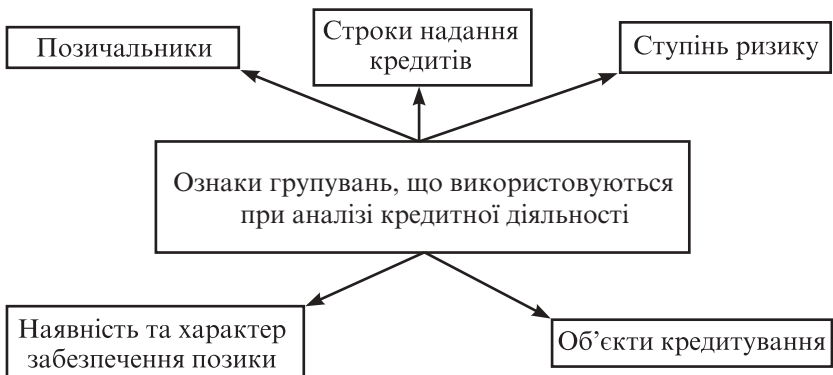 Позичальники
Строки надання
кредитів
Ступінь ризику
Ознаки групувань, що використовуються
при аналізі кредитної діяльності
Наявність та характер
забезпечення позики
Об’єкти кредитування